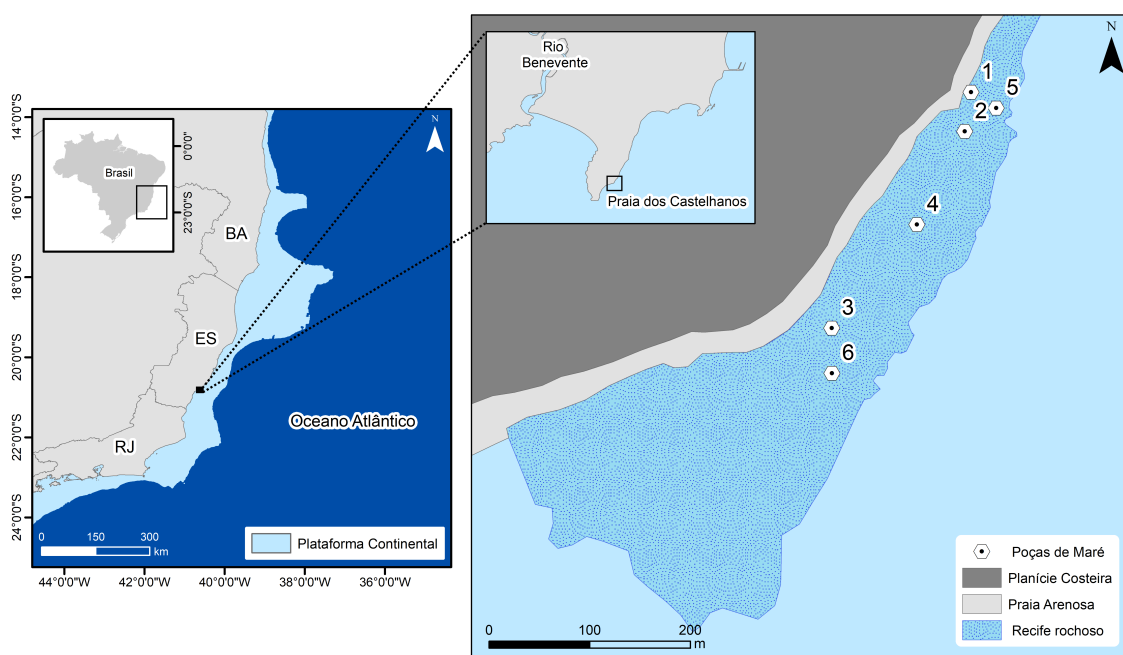 14°0'0"S
16°0'0"S
18°0'0"S
20°0'0"S
22°0'0"S
24°0'0"S
44°0'0"W
42°0'0"W
40°0'0"W
38°0'0"W
36°0'0"W
Brasil
0°0'0"
23°0'0"S
N
BA
ES
RJ
Oceano Atlântico
0
150
300
km
Plataforma Continental
Rio
Benevente
Praia dos Castelhanos
N
1
5
2
4
3
6
0
100
200
m
Poças de Maré
Planície Costeira
Praia Arenosa
Recife rochoso